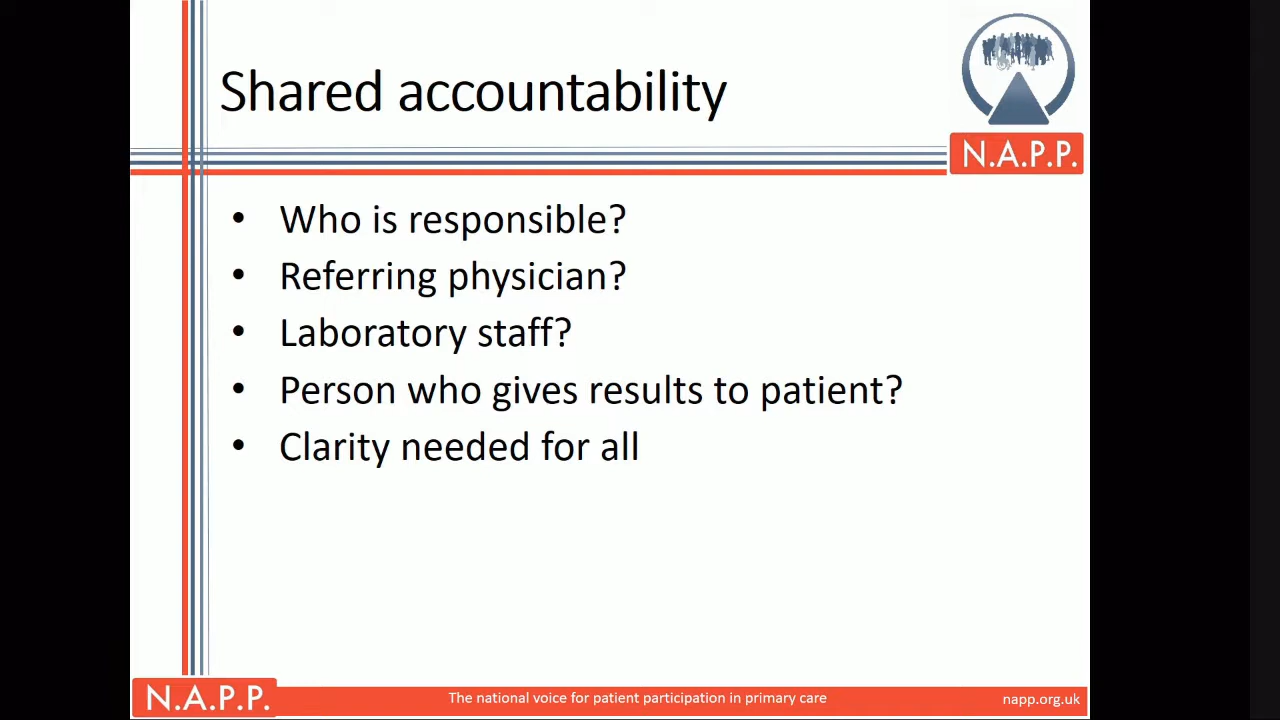 Shared accountability
N.A.P.P.
• Who is responsible?
• Referring physician?
• Laboratory staff?
• Person who gives results to patient?
• Clarity needed for all
N.A.P.P.
The national voice for patient participation in primary care
napp.org.uk